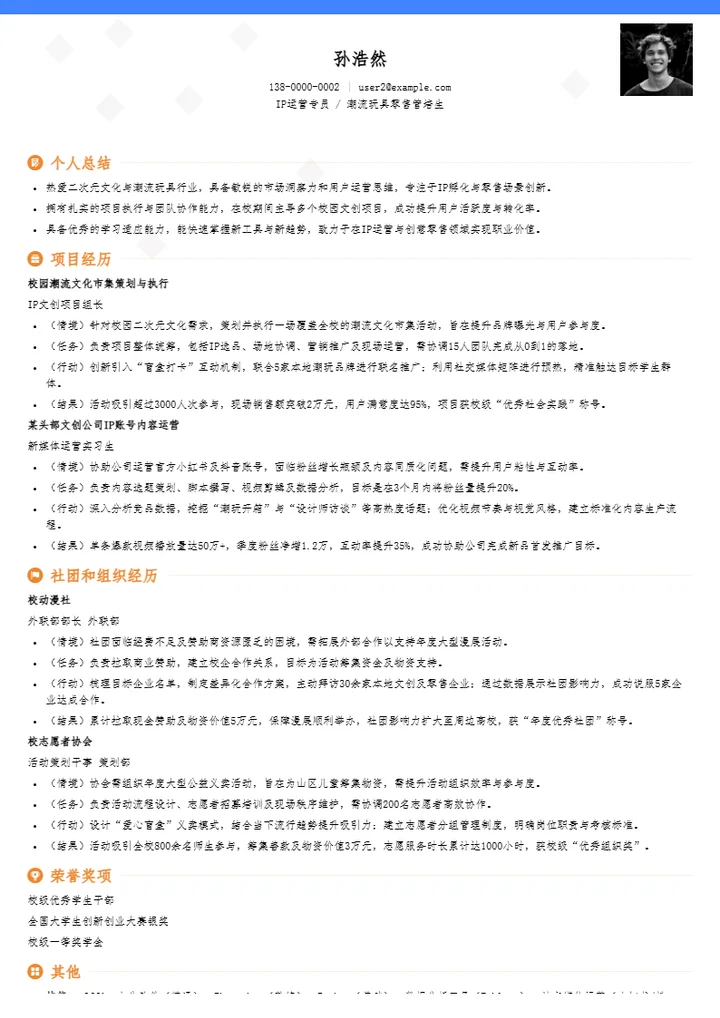 孙浩然
138-0000-0002 | user2@example.com
IP运营专员 / 潮流玩具零售管培生
个人总结
• 热爱二次元文化与潮流玩具行业，具备敏锐的市场洞察力和用户运营思维，专注于IP孵化与零售场景创新。
• 拥有扎实的项目执行与团队协作能力，在校期间主导多个校园文创项目，成功提升用户活跃度与转化率。
• 具备优秀的学习适应能力，能快速掌握新工具与新趋势，致力于在IP运营与创意零售领域实现职业价值。
项目经历
校园潮流文化市集策划与执行
IP文创项目组长
• （情境）针对校园二次元文化需求，策划并执行一场覆盖全校的潮流文化市集活动，旨在提升品牌曝光与用户参与度。
• （任务）负责项目整体统筹，包括IP选品、场地协调、营销推广及现场运营，需协调15人团队完成从0到1的落地。
• （行动）创新引入“盲盒打卡”互动机制，联合5家本地潮玩品牌进行联名推广；利用社交媒体矩阵进行预热，精准触达目标学生群
体。
• （结果）活动吸引超过3000人次参与，现场销售额突破2万元，用户满意度达95%，项目获校级“优秀社会实践”称号。
某头部文创公司IP账号内容运营
新媒体运营实习生
• （情境）协助公司运营官方小红书及抖音账号，面临粉丝增长瓶颈及内容同质化问题，需提升用户粘性与互动率。
• （任务）负责内容选题策划、脚本撰写、视频剪辑及数据分析，目标是在3个月内将粉丝量提升20%。
• （行动）深入分析竞品数据，挖掘“潮玩开箱”与“设计师访谈”等高热度话题；优化视频节奏与视觉风格，建立标准化内容生产流
程。
• （结果）单条爆款视频播放量达50万+，季度粉丝净增1.2万，互动率提升35%，成功协助公司完成新品首发推广目标。
社团和组织经历
校动漫社
外联部部长 外联部
• （情境）社团面临经费不足及赞助商资源匮乏的困境，需拓展外部合作以支持年度大型漫展活动。
• （任务）负责拉取商业赞助，建立校企合作关系，目标为活动筹集资金及物资支持。
• （行动）梳理目标企业名单，制定差异化合作方案，主动拜访30余家本地文创及零售企业；通过数据展示社团影响力，成功说服5家企
业达成合作。
• （结果）累计拉取现金赞助及物资价值5万元，保障漫展顺利举办，社团影响力扩大至周边高校，获“年度优秀社团”称号。
校志愿者协会
活动策划干事 策划部
• （情境）协会需组织年度大型公益义卖活动，旨在为山区儿童筹集物资，需提升活动组织效率与参与度。
• （任务）负责活动流程设计、志愿者招募培训及现场秩序维护，需协调200名志愿者高效协作。
• （行动）设计“爱心盲盒”义卖模式，结合当下流行趋势提升吸引力；建立志愿者分组管理制度，明确岗位职责与考核标准。
• （结果）活动吸引全校800余名师生参与，筹集善款及物资价值3万元，志愿服务时长累计达1000小时，获校级“优秀组织奖”。
荣誉奖项
校级优秀学生干部
全国大学生创新创业大赛银奖
校级一等奖学金
其他